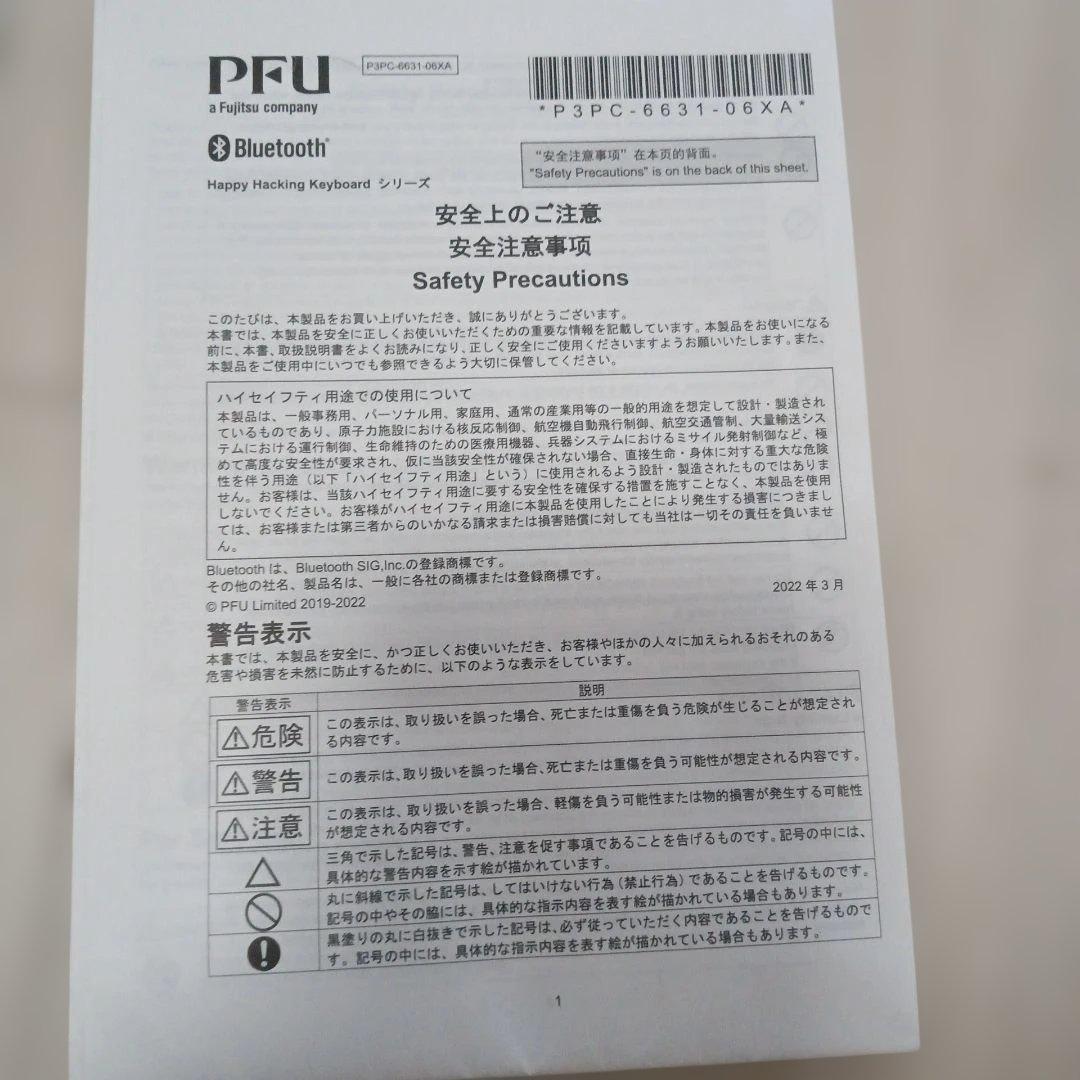 PFU
P3PC-6631-06XA
a Fujitsu company
*P3PC-6631-06XA*
Bluetooth®
"安全注意事项" 在本页的背面。
"Safety Precautions" is on the back of this sheet.
Happy Hacking Keyboard シリーズ
安全上のご注意
安全注意事项
Safety Precautions
このたびは、本製品をお買い上げいただき、誠にありがとうございます。
本書では、本製品を安全に正しくお使いいただくための重要な情報を記載しています。本製品をお使いになる
前に、本書、取扱説明書をよくお読みになり、正しく安全にご使用くださいますようお願いいたします。また、
本製品をご使用中にいつでも参照できるよう大切に保管してください。
ハイセイフティ用途での使用について
本製品は、一般事務用、パーソナル用、家庭用、通常の産業用等の一般的用途を想定して設計・製造され
ているものであり、原子力施設における核反応制御、航空機自動飛行制御、航空交通管制、大量輸送シス
テムにおける運行制御、生命維持のための医療用機器、兵器システムにおけるミサイル発射制御など、極
めて高度な安全性が要求され、仮に当該安全性が確保されない場合、直接生命・身体に対する重大な危険
性を伴う用途（以下「ハイセイフティ用途」という）に使用されるよう設計・製造されたものではありま
せん。お客様は、当該ハイセイフティ用途に要する安全性を確保する措置を施すことなく、本製品を使用
しないでください。お客様がハイセイフティ用途に本製品を使用したことにより発生する損害につきまし
ては、お客様または第三者からのいかなる請求または損害賠償に対しても当社は一切その責任を負いませ
ん。
Bluetooth は、Bluetooth SIG,Inc.の登録商標です。
その他の社名、製品名は、一般に各社の商標または登録商標です。
© PFU Limited 2019-2022
2022 年 3 月
警告表示
本書では、本製品を安全に、かつ正しくお使いいただき、お客様やほかの人々に加えられるおそれのある
危害や損害を未然に防止するために、以下のような表示をしています。
警告表示
説明
危険
この表示は、取り扱いを誤った場合、死亡または重傷を負う危険が生じることが想定され
る内容です。
警告
この表示は、取り扱いを誤った場合、死亡または重傷を負う可能性が想定される内容です。
注意
この表示は、取り扱いを誤った場合、軽傷を負う可能性または物的損害が発生する可能性
が想定される内容です。
三角で示した記号は、警告、注意を促す事項であることを告げるものです。記号の中には、
具体的な警告内容を示す絵が描かれています。
丸に斜線で示した記号は、してはいけない行為（禁止行為）であることを告げるものです。
記号の中やその脇には、具体的な指示内容を表す絵が描かれている場合もあります。
黒塗りの丸に白抜きで示した記号は、必ず従っていただく内容であることを告げるもので
す。記号の中には、具体的な指示内容を表す絵が描かれている場合もあります。
1